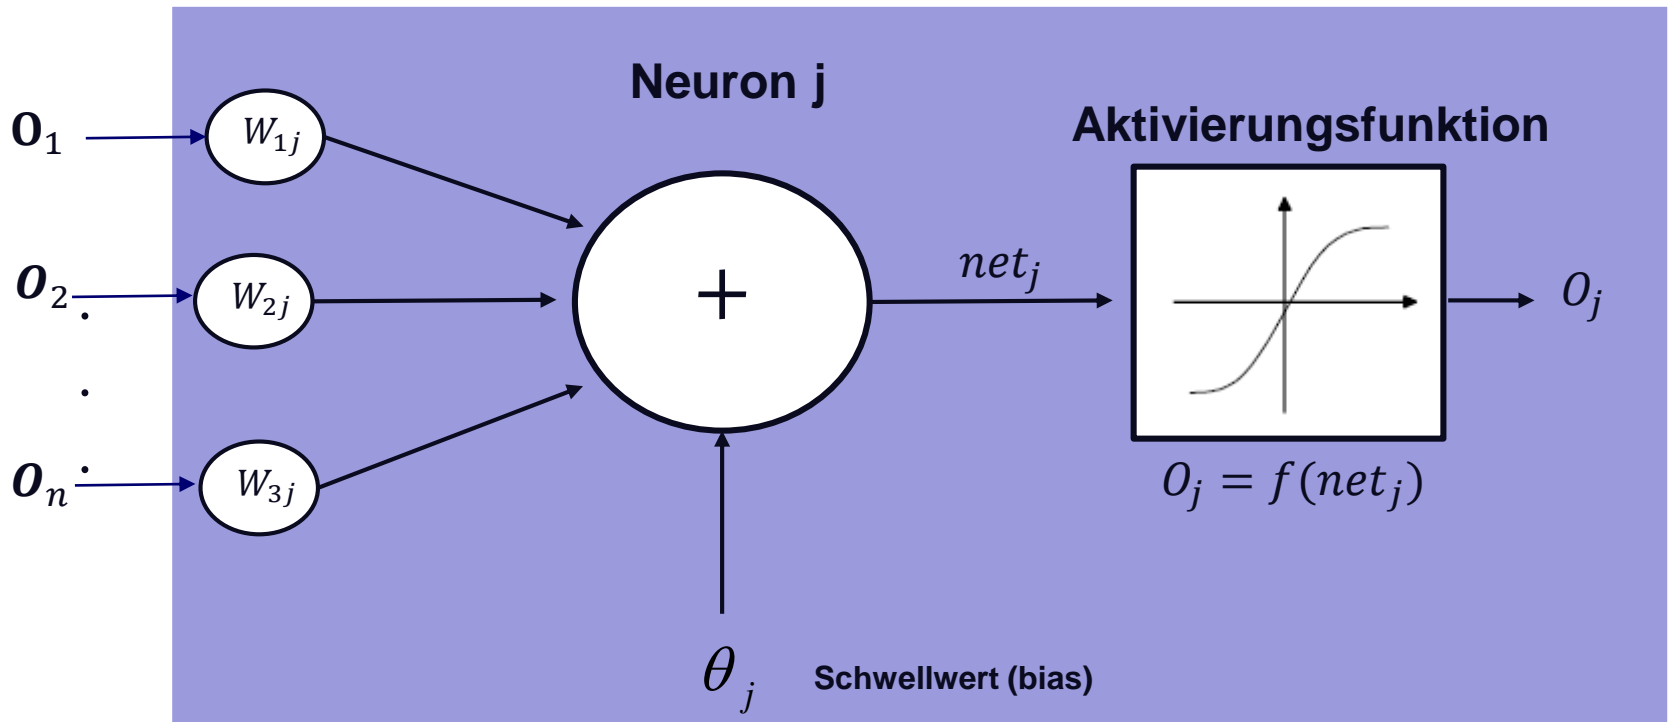 Neuron j
Aktivierungsfunktion
O₁
W₁ⱼ
O₂
W₂ⱼ
.
.
.
Oₙ
W₃ⱼ
+
netⱼ
Oⱼ
Oⱼ = f(netⱼ)
θⱼ Schwellwert (bias)